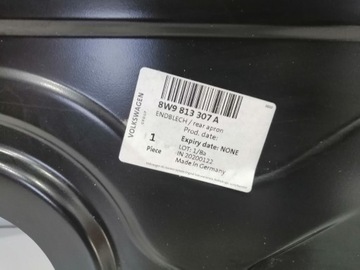 VOLKSWAGEN
8W9 813 307 A
ENDBLECH / rear apron
Prod. date:
1
Piece
Expiry date: NONE
LOT: 1/8a
IN 20200122
Made in Germany